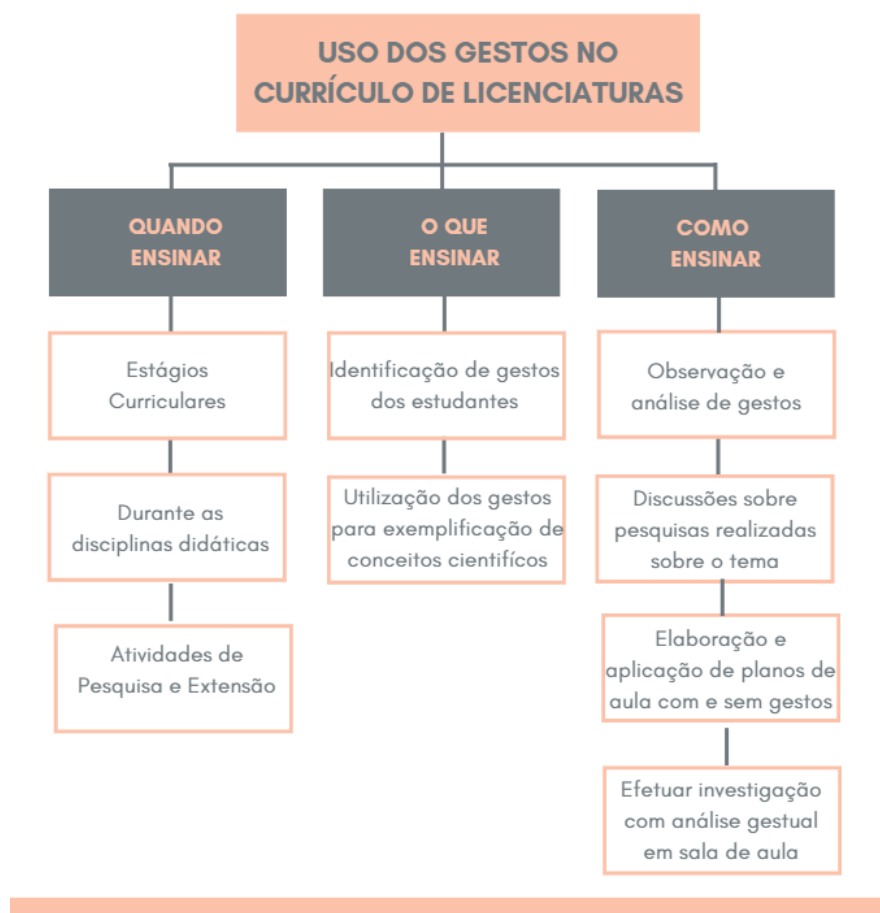 USO DOS GESTOS NO
CURRÍCULO DE LICENCIATURAS
QUANDO
ENSINAR
Estágios
Curriculares
Durante as
disciplinas didáticas
Atividades de
Pesquisa e Extensão
O QUE
ENSINAR
Identificação de gestos
dos estudantes
Utilização dos gestos
para exemplificação de
conceitos cientifícos
COMO
ENSINAR
Observação e
análise de gestos
Discussões sobre
pesquisas realizadas
sobre o tema
Elaboração e
aplicação de planos de
aula com e sem gestos
Efetuar investigação
com análise gestual
em sala de aula